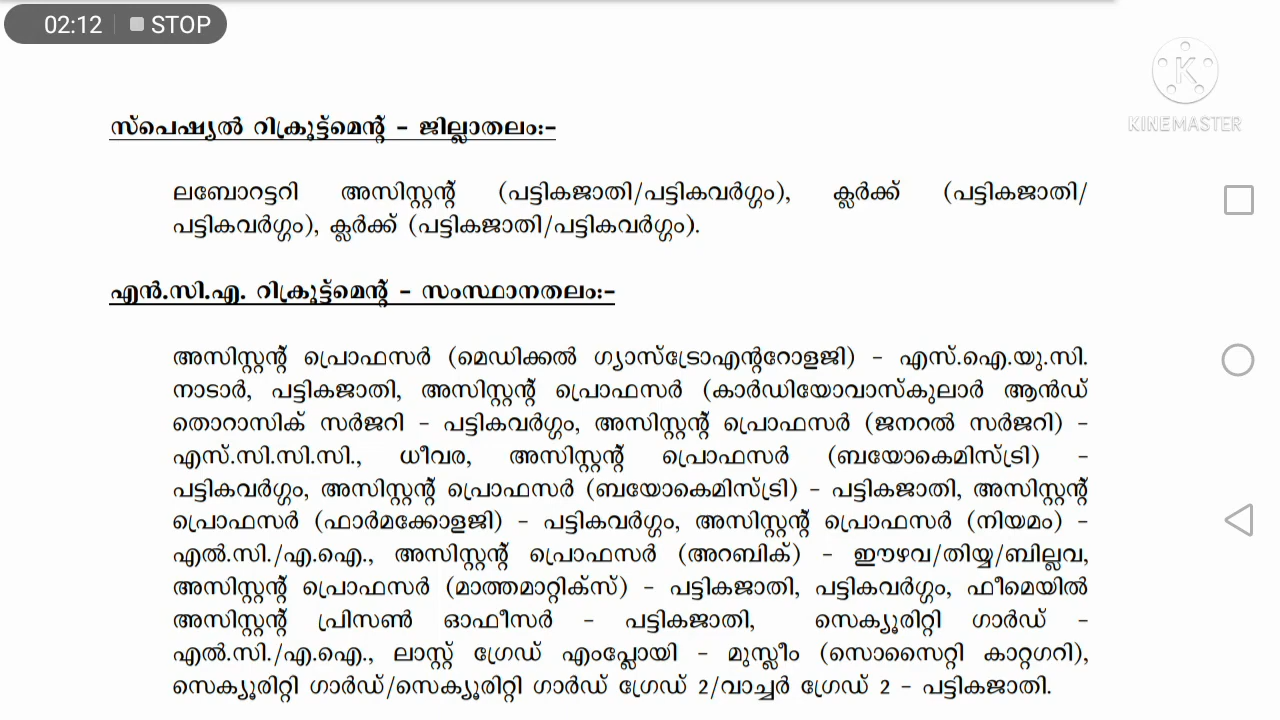 02:12 STOP
KINEMASTER
സ്പെഷ്യൽ റിക്രൂട്ട്മെന്റ് – ജില്ലാതലം:-
ലബോറട്ടറി അസിസ്റ്റന്റ് (പട്ടികജാതി/പട്ടികവർഗ്ഗം), ക്ലർക്ക് (പട്ടികജാതി/
പട്ടികവർഗ്ഗം), ക്ലർക്ക് (പട്ടികജാതി/പട്ടികവർഗ്ഗം).
എൻ.സി.എ. റിക്രൂട്ട്മെന്റ് – സംസ്ഥാനതലം:-
അസിസ്റ്റന്റ് പ്രൊഫസർ (മെഡിക്കൽ ഗ്യാസ്ട്രോഎന്ററോളജി) – എസ്.ഐ.യു.സി.
നാടാർ, പട്ടികജാതി, അസിസ്റ്റന്റ് പ്രൊഫസർ (കാർഡിയോവാസ്കുലാർ ആൻഡ്
തൊറാസിക് സർജറി – പട്ടികവർഗ്ഗം, അസിസ്റ്റന്റ് പ്രൊഫസർ (ജനറൽ സർജറി) –
എസ്.സി.സി.സി., ധീവര, അസിസ്റ്റന്റ് പ്രൊഫസർ (ബയോകെമിസ്ട്രി) –
പട്ടികവർഗ്ഗം, അസിസ്റ്റന്റ് പ്രൊഫസർ (ബയോകെമിസ്ട്രി) – പട്ടികജാതി, അസിസ്റ്റന്റ്
പ്രൊഫസർ (ഫാർമക്കോളജി) – പട്ടികവർഗ്ഗം, അസിസ്റ്റന്റ് പ്രൊഫസർ (നിയമം) –
എൽ.സി./എ.ഐ., അസിസ്റ്റന്റ് പ്രൊഫസർ (അറബിക്) – ഈഴവ/തിയ്യ/ബില്ലവ,
അസിസ്റ്റന്റ് പ്രൊഫസർ (മാത്തമാറ്റിക്സ്) – പട്ടികജാതി, പട്ടികവർഗ്ഗം, ഫീമെയിൽ
അസിസ്റ്റന്റ് പ്രിസൺ ഓഫീസർ – പട്ടികജാതി, സെക്യൂരിറ്റി ഗാർഡ് –
എൽ.സി./എ.ഐ., ലാസ്റ്റ് ഗ്രേഡ് എംപ്ലോയി – മുസ്ലീം (സൊസൈറ്റി കാറ്റഗറി),
സെക്യൂരിറ്റി ഗാർഡ്/സെക്യൂരിറ്റി ഗാർഡ് ഗ്രേഡ് 2/വാച്ചർ ഗ്രേഡ് 2 – പട്ടികജാതി.